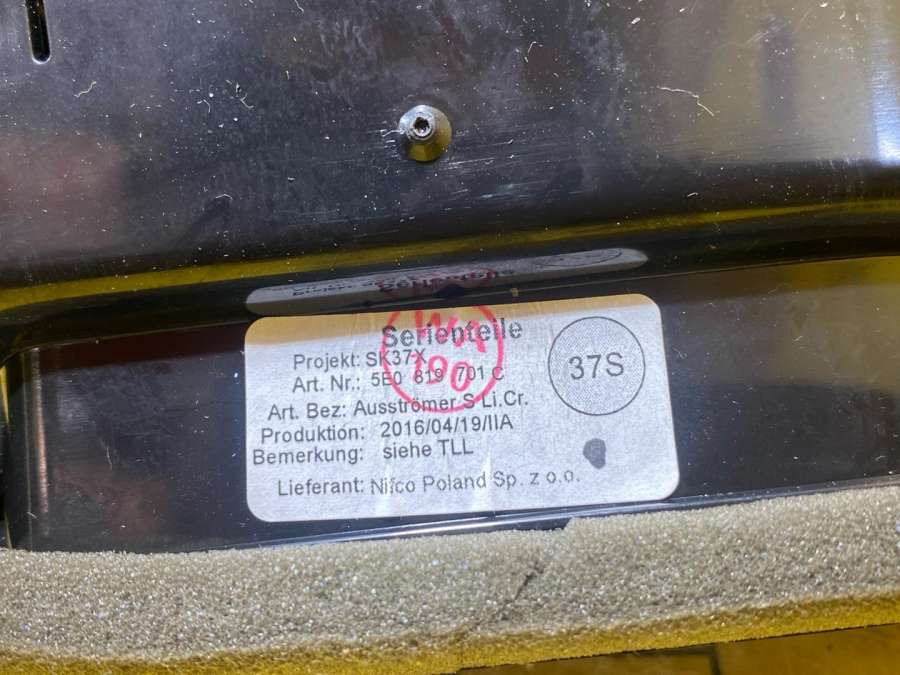 Serienteile
Projekt: SK37X
Art. Nr.: 5E0 819 701 C
37S
Art. Bez: Ausströmer S Li.Cr.
Produktion: 2016/04/19/IIA
Bemerkung: siehe TLL
Lieferant: Nifco Poland Sp. z o.o.
190